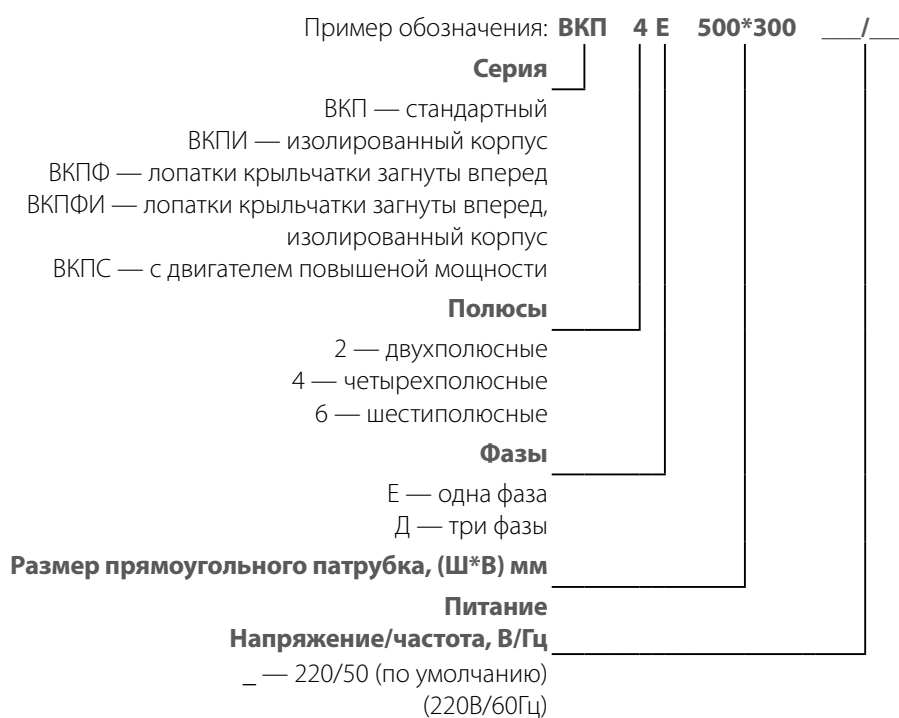 Пример обозначения: ВКП 4 Е 500*300 ___/___
Серия
ВКП — стандартный
ВКПИ — изолированный корпус
ВКПФ — лопатки крыльчатки загнуты вперед
ВКПФИ — лопатки крыльчатки загнуты вперед,
изолированный корпус
ВКПС — с двигателем повышеной мощности
Полюсы
2 — двухполюсные
4 — четырехполюсные
6 — шестиполюсные
Фазы
Е — одна фаза
Д — три фазы
Размер прямоугольного патрубка, (Ш*В) мм
Питание
Напряжение/частота, В/Гц
_ — 220/50 (по умолчанию)
(220В/60Гц)